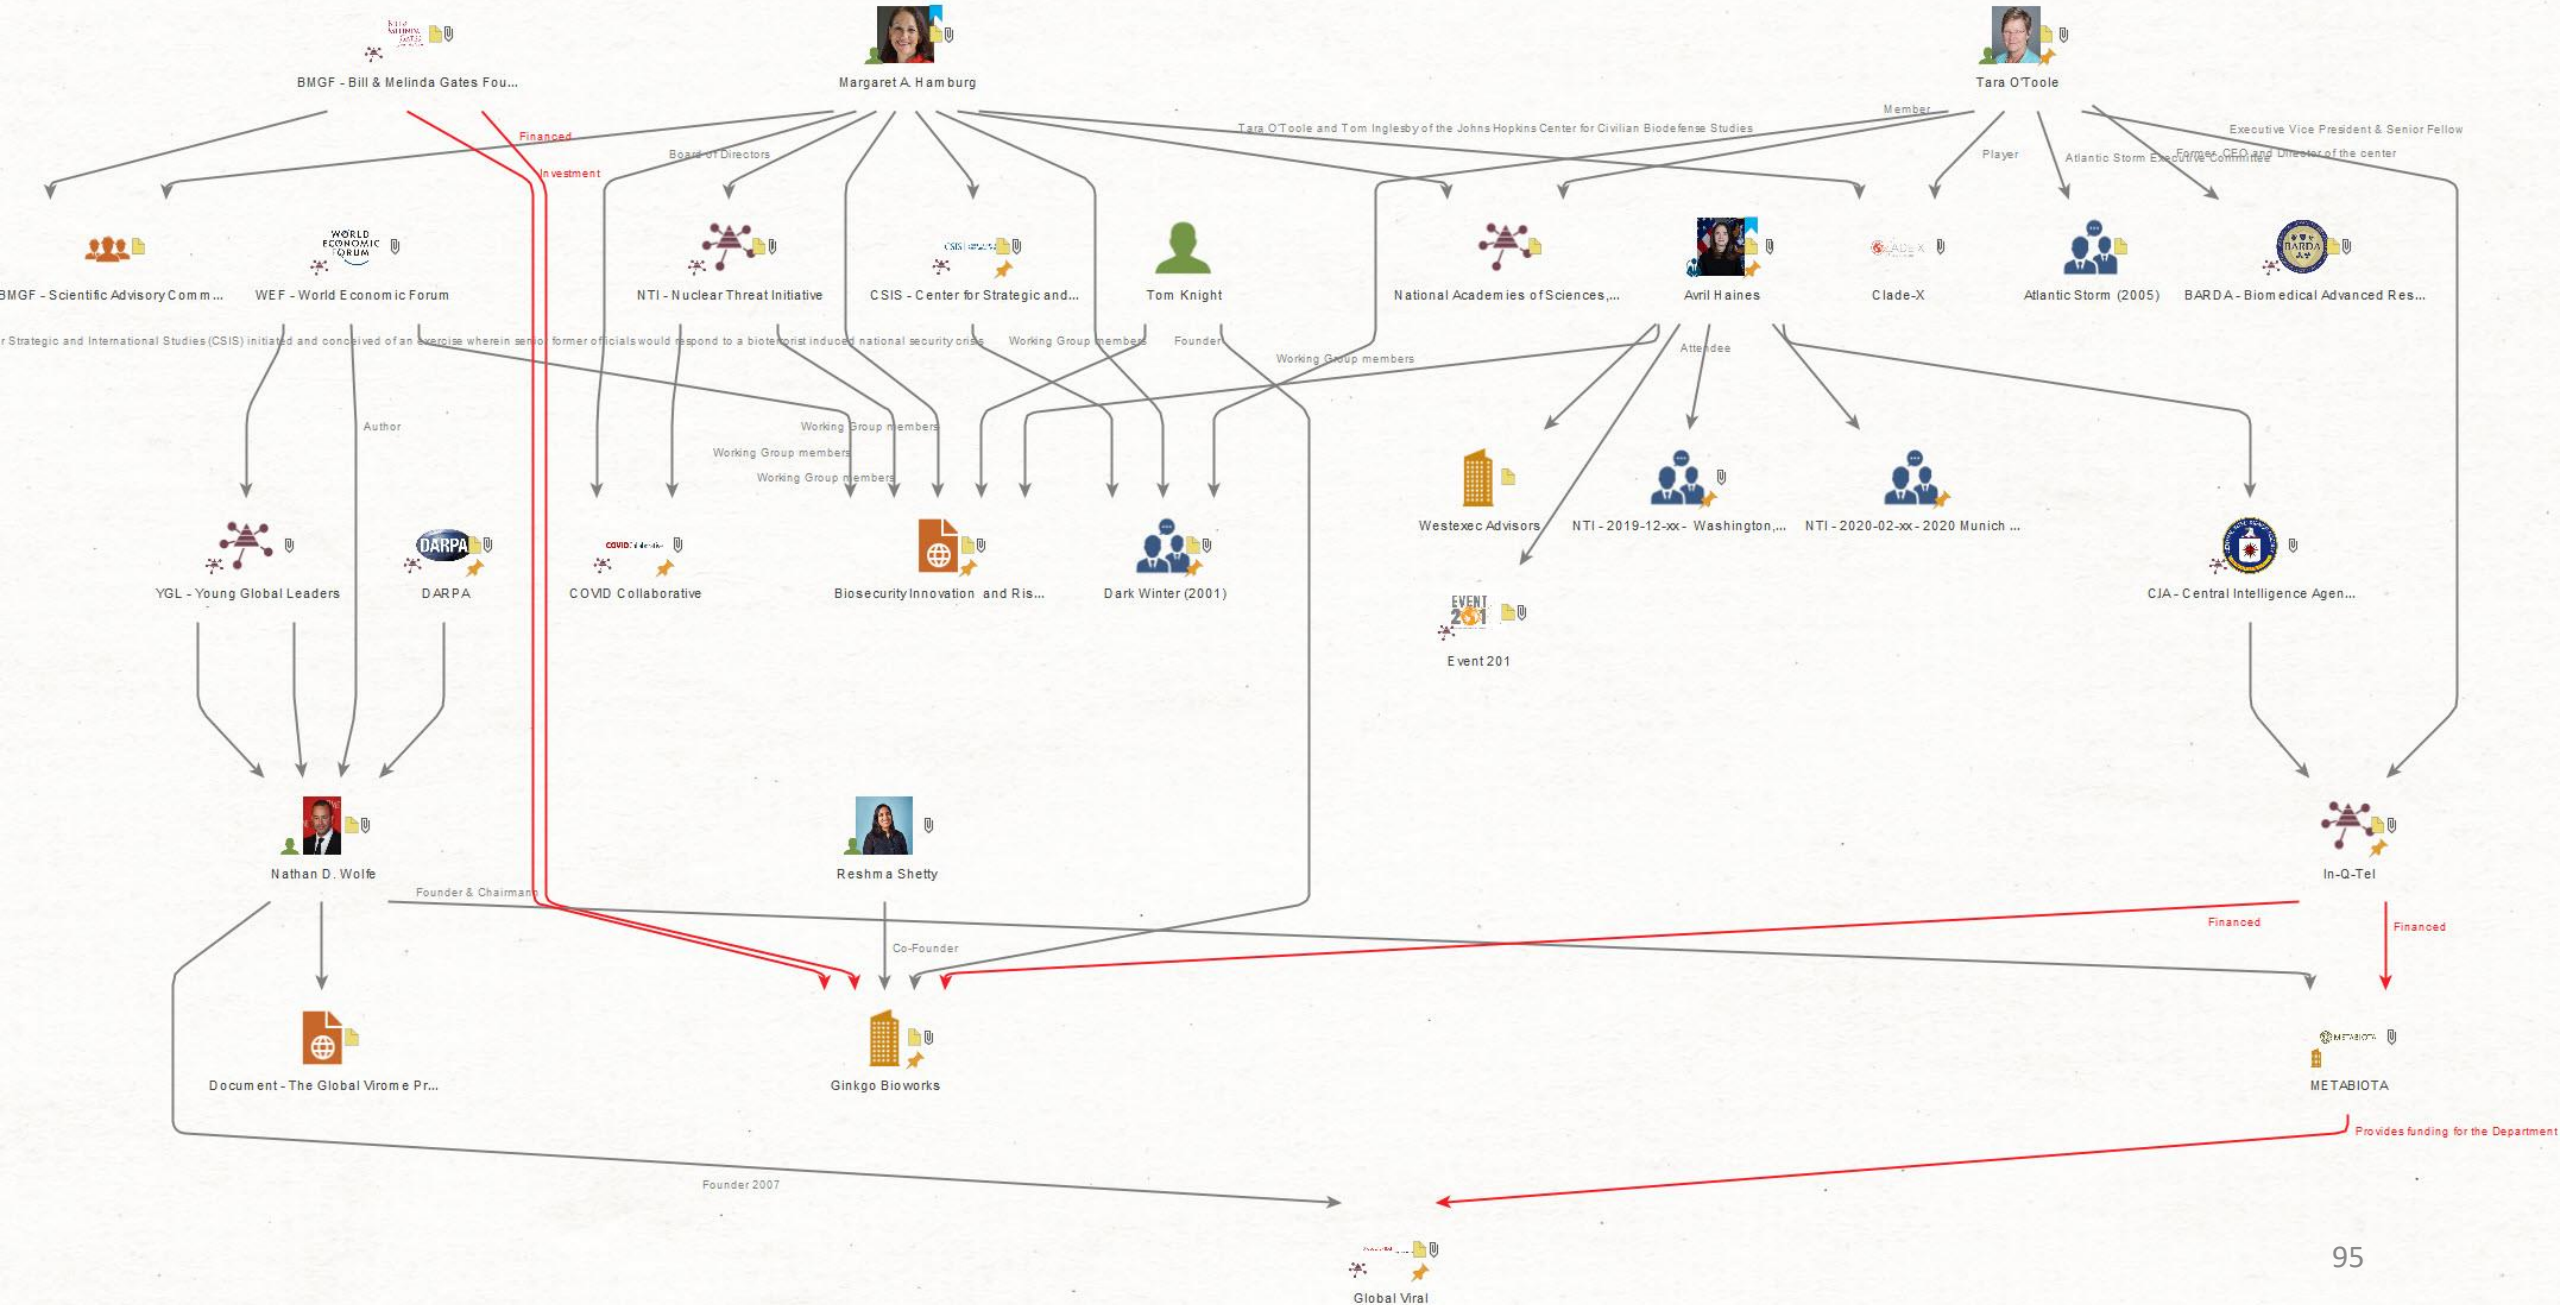 BMGF - Bill & Melinda Gates Fou...
Margaret A. Hamburg
Tara O'Toole
Financed
Investment
Board of Directors
Member
Tara O'Toole and Tom Inglesby of the Johns Hopkins Center for Civilian Biodefense Studies
Player
Atlantic Storm Executive Committee
Former CEO and Director of the center
Executive Vice President & Senior Fellow
WORLD
ECONOMIC
FORUM
CSIS
BARDA
BMGF - Scientific Advisory Comm...
WEF - World Economic Forum
NTI - Nuclear Threat Initiative
CSIS - Center for Strategic and...
Tom Knight
National Academies of Sciences,...
Avril Haines
Clade-X
Atlantic Storm (2005)
BARDA - Biomedical Advanced Res...
r Strategic and International Studies (CSIS) initiated and conceived of an exercise wherein senior former officials would respond to a bioterrorist induced national security crisis
Working Group members
Founder
Working Group members
Attendee
Author
Working Group members
Working Group members
Working Group members
Westexec Advisors
NTI - 2019-12-xx - Washington,...
NTI - 2020-02-xx - 2020 Munich ...
DARPA
YGL - Young Global Leaders
DARPA
COVID Collaborative
Biosecurity Innovation and Ris...
Dark Winter (2001)
CIA - Central Intelligence Agen...
EVENT
201
Event 201
Nathan D. Wolfe
Reshma Shetty
In-Q-Tel
Founder & Chairman
Co-Founder
Financed
Financed
METABIOTA
Document - The Global Virome Pr...
Ginkgo Bioworks
METABIOTA
Provides funding for the Department
Founder 2007
Global Viral
95